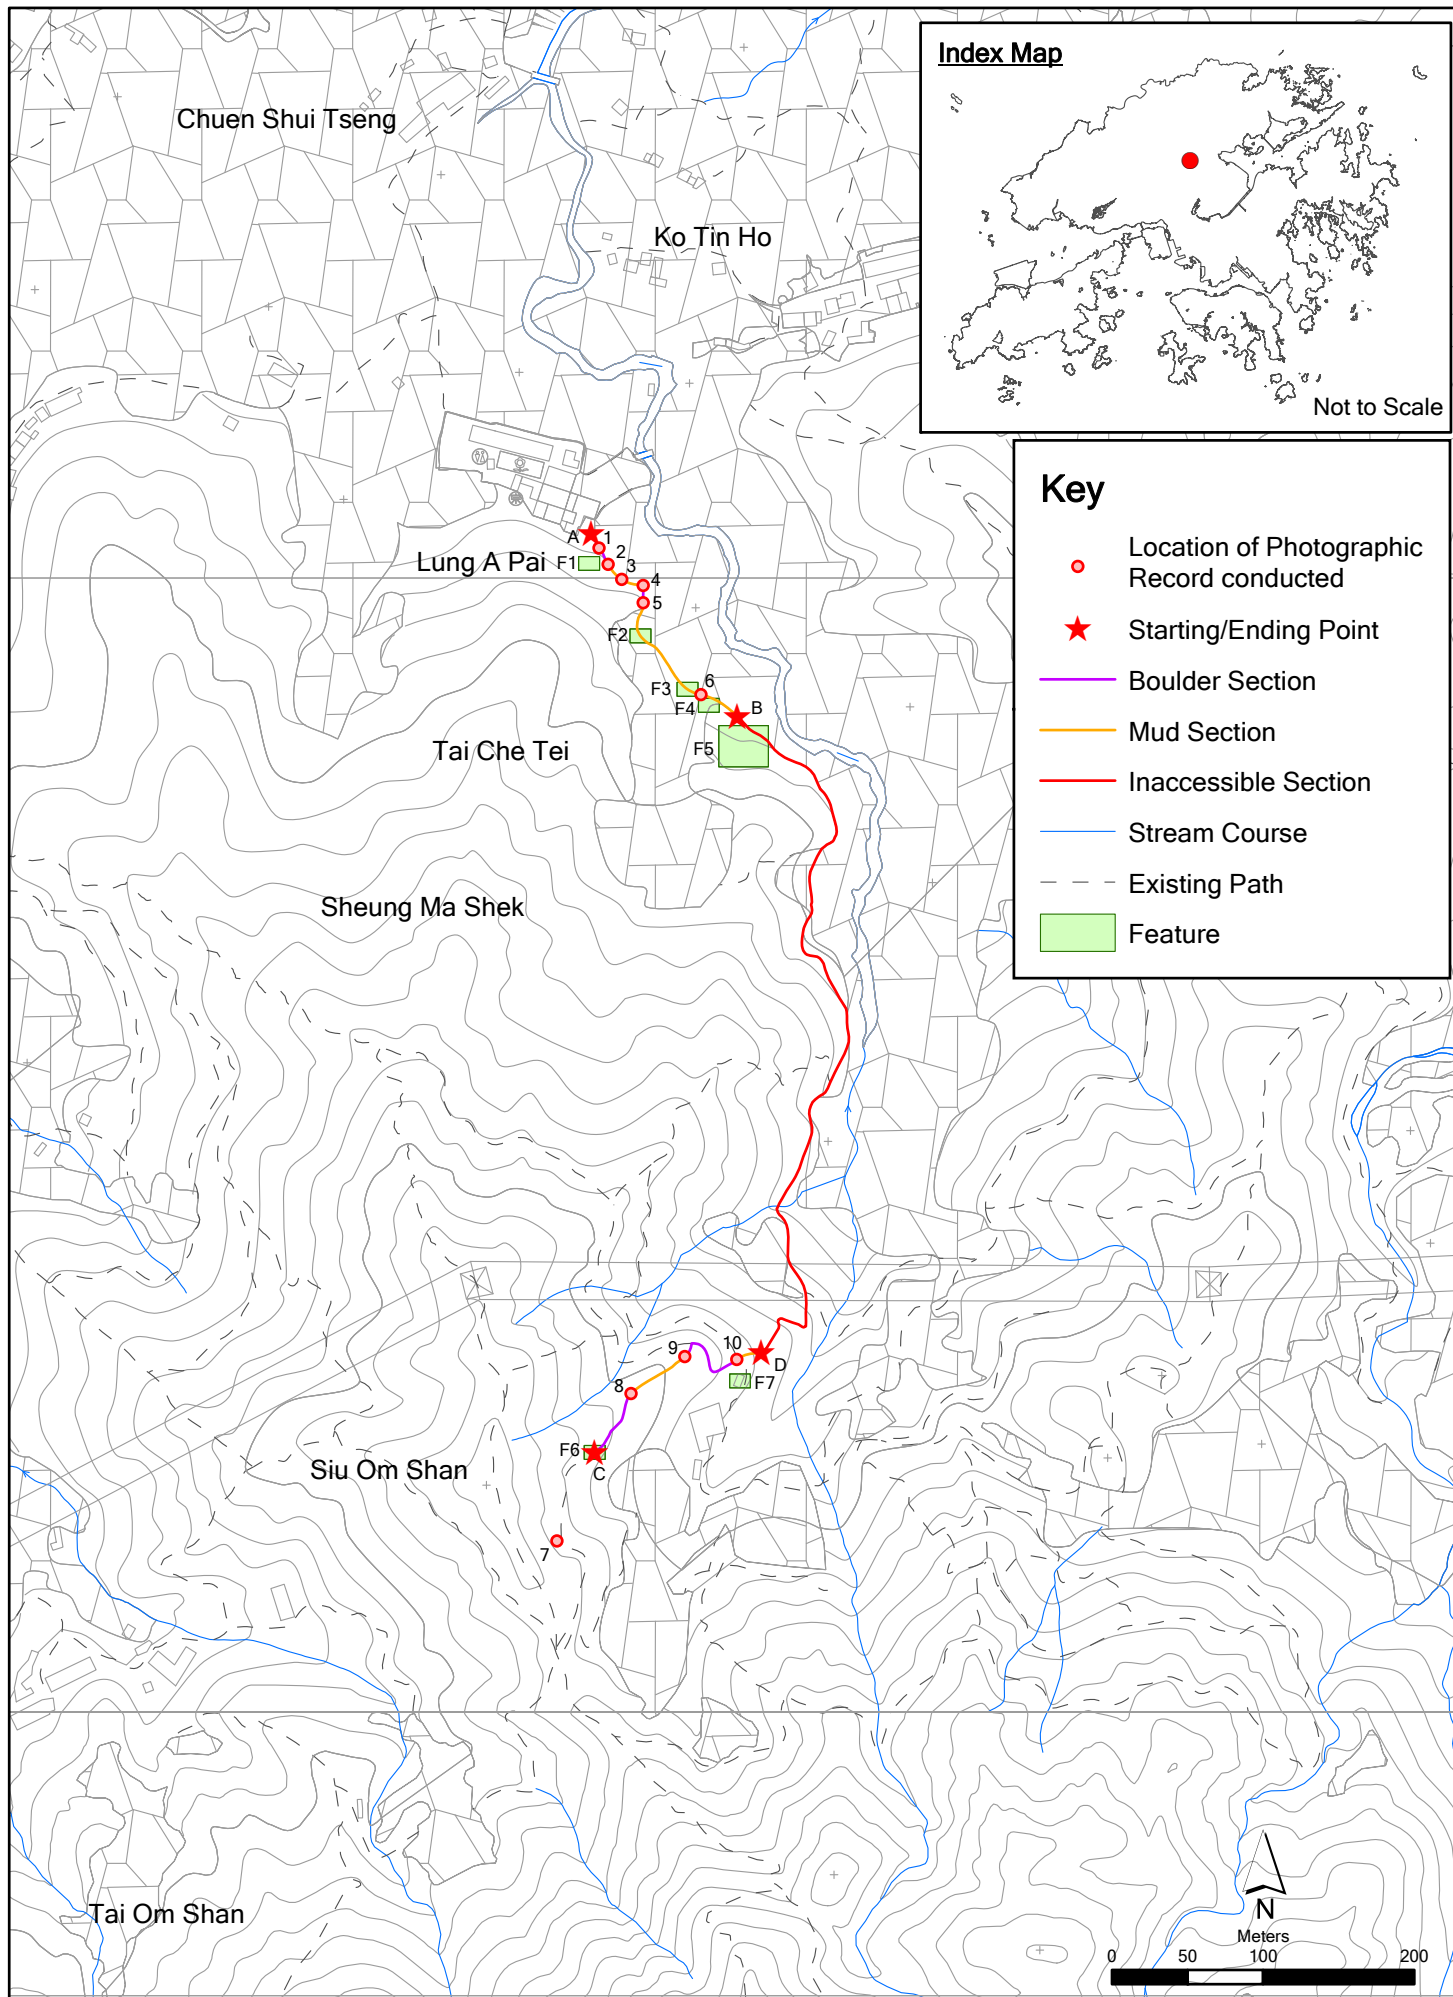 Index Map
Not to Scale
Chuen Shui Tseng
Ko Tin Ho
Key
Location of Photographic
Record conducted
Starting/Ending Point
Boulder Section
Mud Section
Inaccessible Section
Stream Course
Existing Path
Feature
A
1
2
Lung A Pai
F1
3
4
5
F2
6
F3
F4
B
F5
Tai Che Tei
Sheung Ma Shek
9
10
D
8
F7
F6
C
Siu Om Shan
7
Tai Om Shan
N
Meters
0 50 100 200